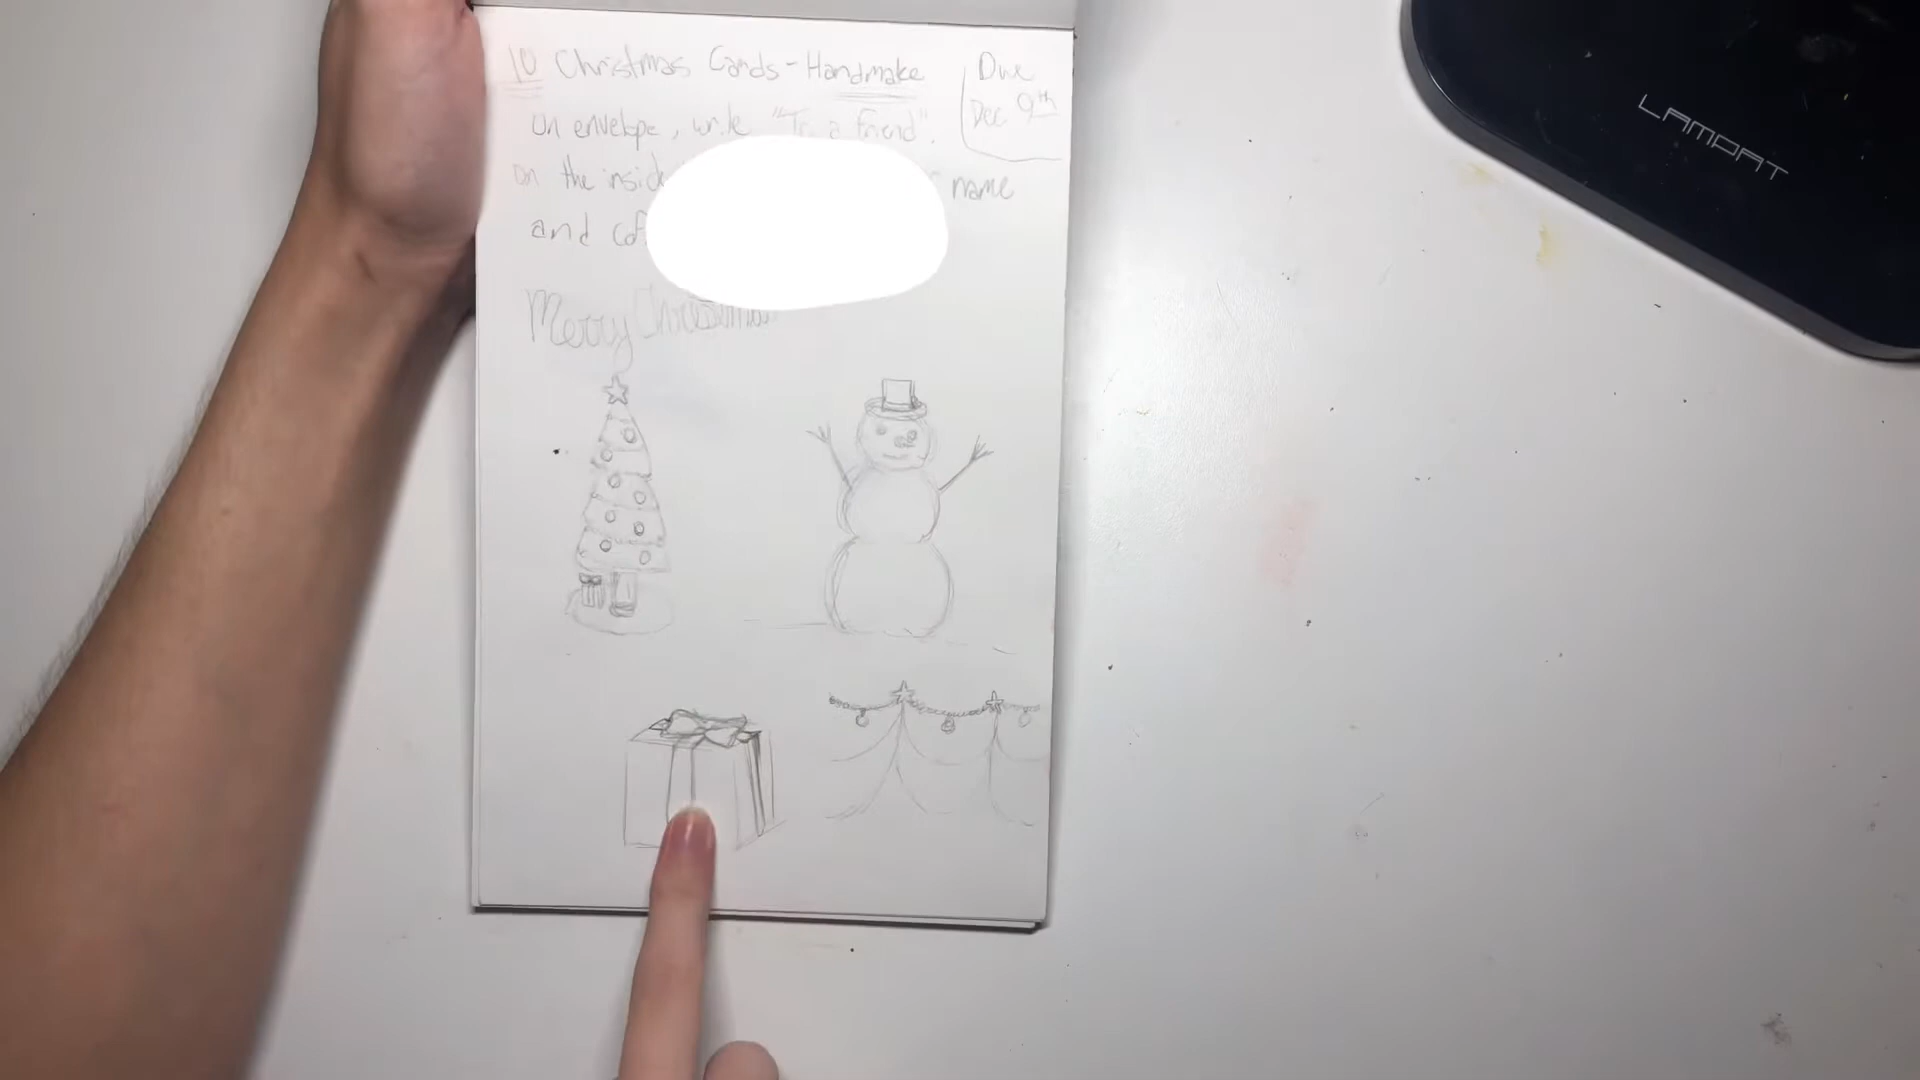 10 Christmas Cards - Handmake
Due
Dec 9th
on envelope, write "To a friend".
on the inside name
and
Merry Christmas
LAMPAT